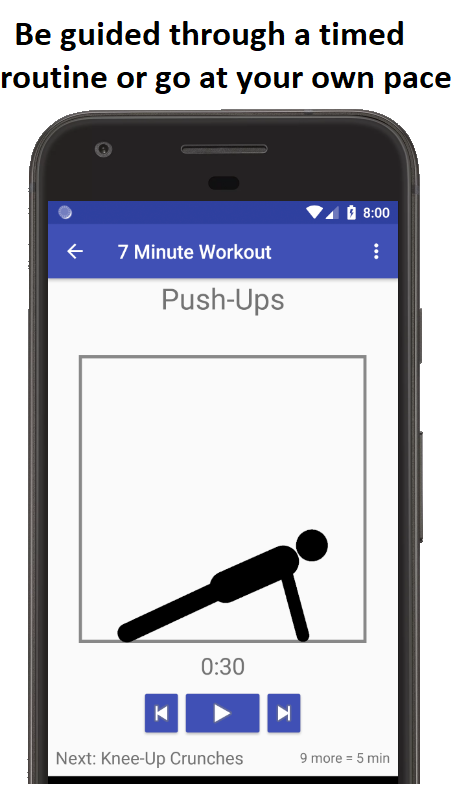 Be guided through a timed
routine or go at your own pace
8:00
7 Minute Workout
Push-Ups
0:30
Next: Knee-Up Crunches
9 more = 5 min